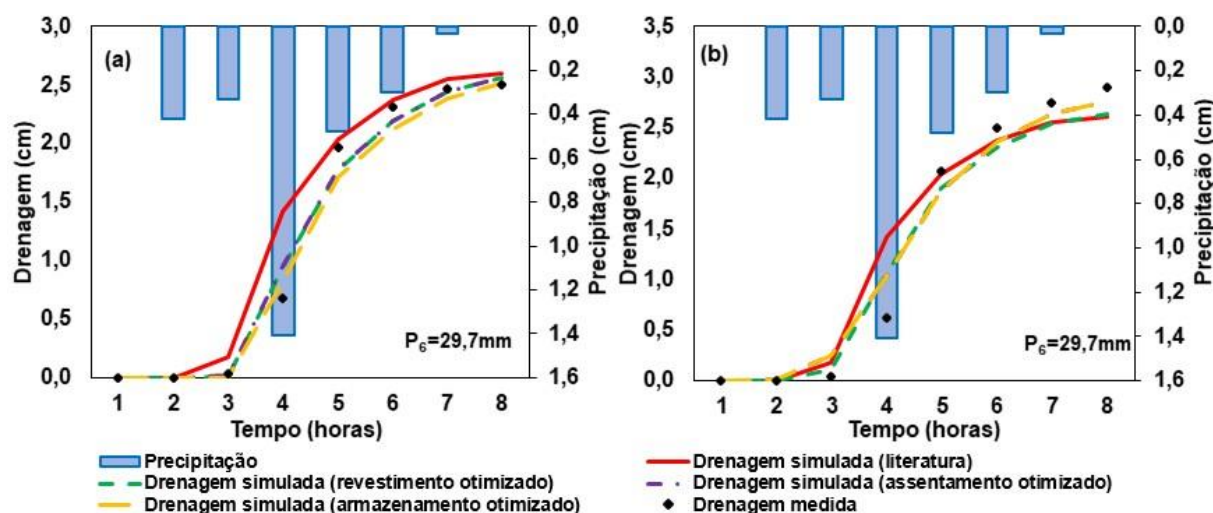 (a)
3,0
2,5
2,0
1,5
1,0
0,5
0,0
Drenagem (cm)
0,0
0,2
0,4
0,6
0,8
1,0
1,2
1,4
1,6
Precipitação (cm)
P6=29,7mm
1 2 3 4 5 6 7 8
Tempo (horas)
(b)
3,5
3,0
2,5
2,0
1,5
1,0
0,5
0,0
Drenagem (cm)
0,0
0,2
0,4
0,6
0,8
1,0
1,2
1,4
1,6
Precipitação (cm)
P6=29,7mm
1 2 3 4 5 6 7 8
Tempo (horas)
Precipitação
Drenagem simulada (literatura)
Drenagem simulada (revestimento otimizado)
Drenagem simulada (assentamento otimizado)
Drenagem simulada (armazenamento otimizado)
Drenagem medida